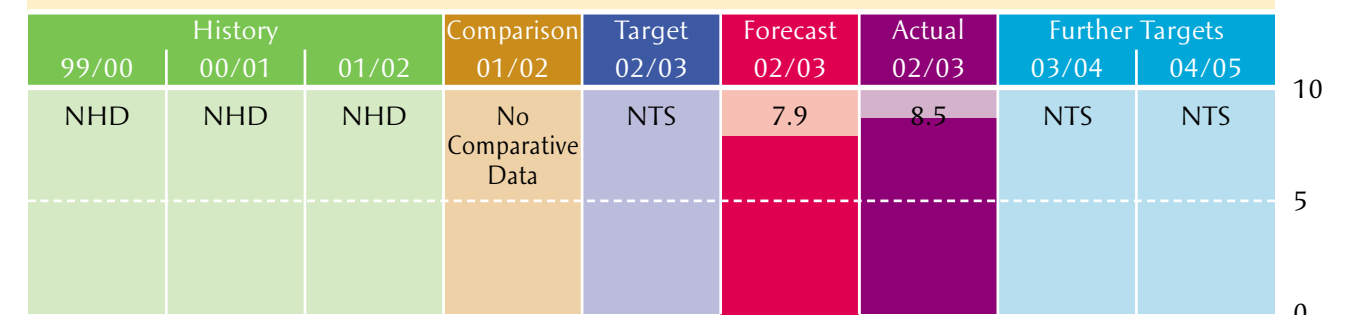 History Comparison Target Forecast Actual Further Targets
99/00 00/01 01/02 01/02 02/03 02/03 02/03 03/04 04/05
10
NHD NHD NHD No NTS 7.9 8.5 NTS NTS
Comparative
Data
5
0